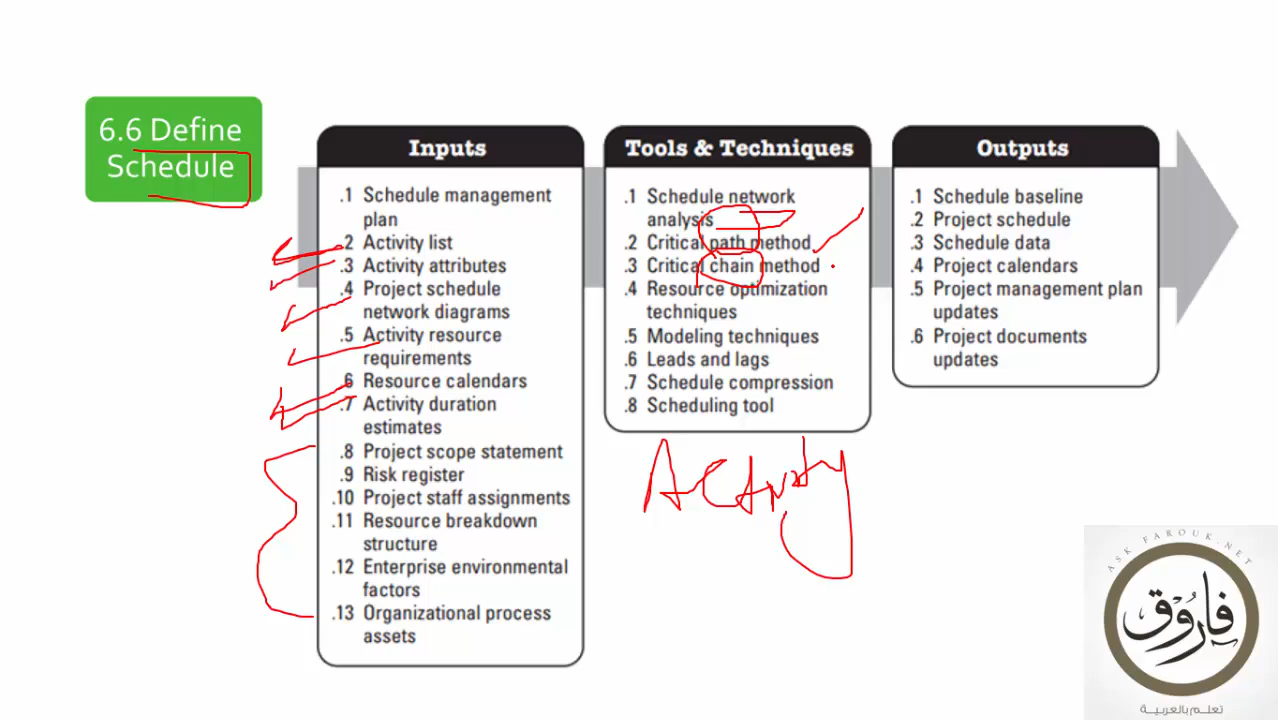 6.6 Define
Schedule
Inputs
.1 Schedule management
plan
.2 Activity list
.3 Activity attributes
.4 Project schedule
network diagrams
.5 Activity resource
requirements
.6 Resource calendars
.7 Activity duration
estimates
.8 Project scope statement
.9 Risk register
.10 Project staff assignments
.11 Resource breakdown
structure
.12 Enterprise environmental
factors
.13 Organizational process
assets
Tools & Techniques
.1 Schedule network
analysis
.2 Critical path method
.3 Critical chain method
.4 Resource optimization
techniques
.5 Modeling techniques
.6 Leads and lags
.7 Schedule compression
.8 Scheduling tool
Activity
Outputs
.1 Schedule baseline
.2 Project schedule
.3 Schedule data
.4 Project calendars
.5 Project management plan
updates
.6 Project documents
updates
ASK FAROUK.NET
فاروق
تعلم بالعربية